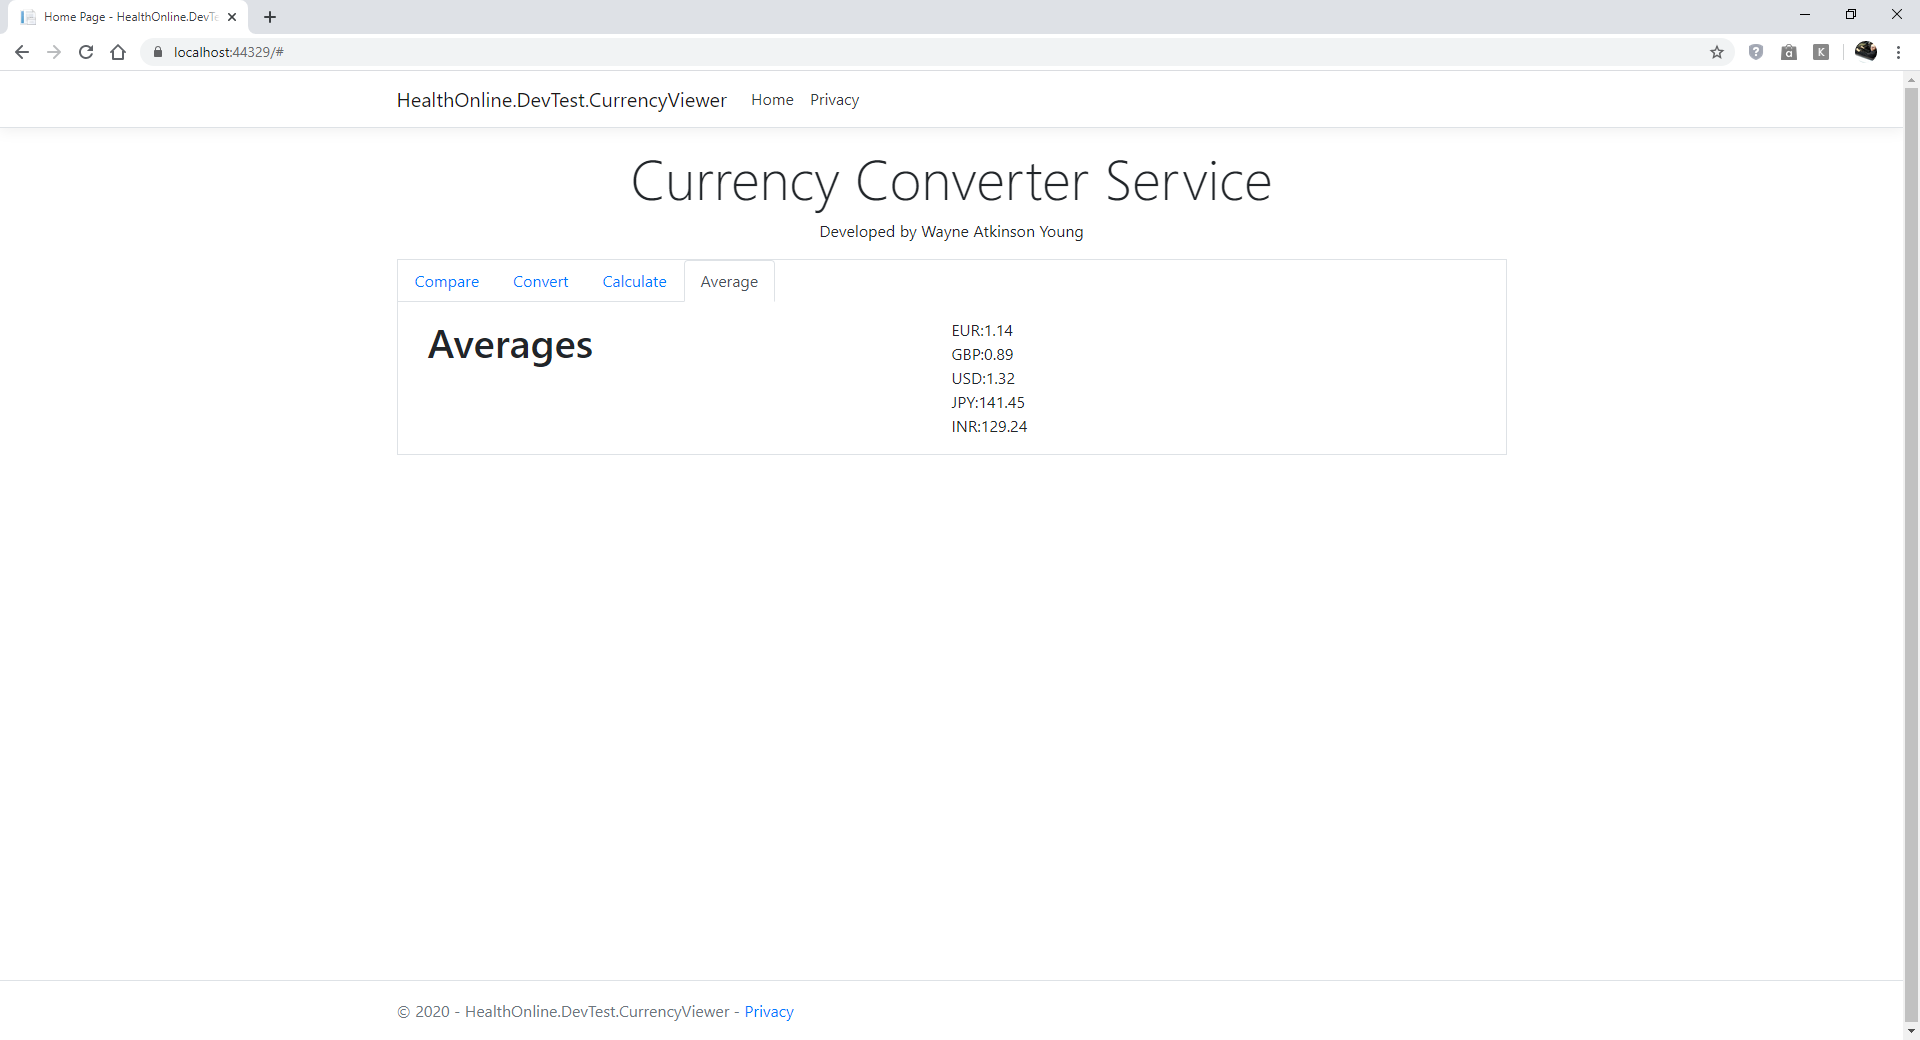 Home Page - HealthOnline.DevTe
localhost:44329/#
HealthOnline.DevTest.CurrencyViewer Home Privacy
Currency Converter Service
Developed by Wayne Atkinson Young
Compare Convert Calculate Average
Averages
EUR:1.14
GBP:0.89
USD:1.32
JPY:141.45
INR:129.24
© 2020 - HealthOnline.DevTest.CurrencyViewer - Privacy